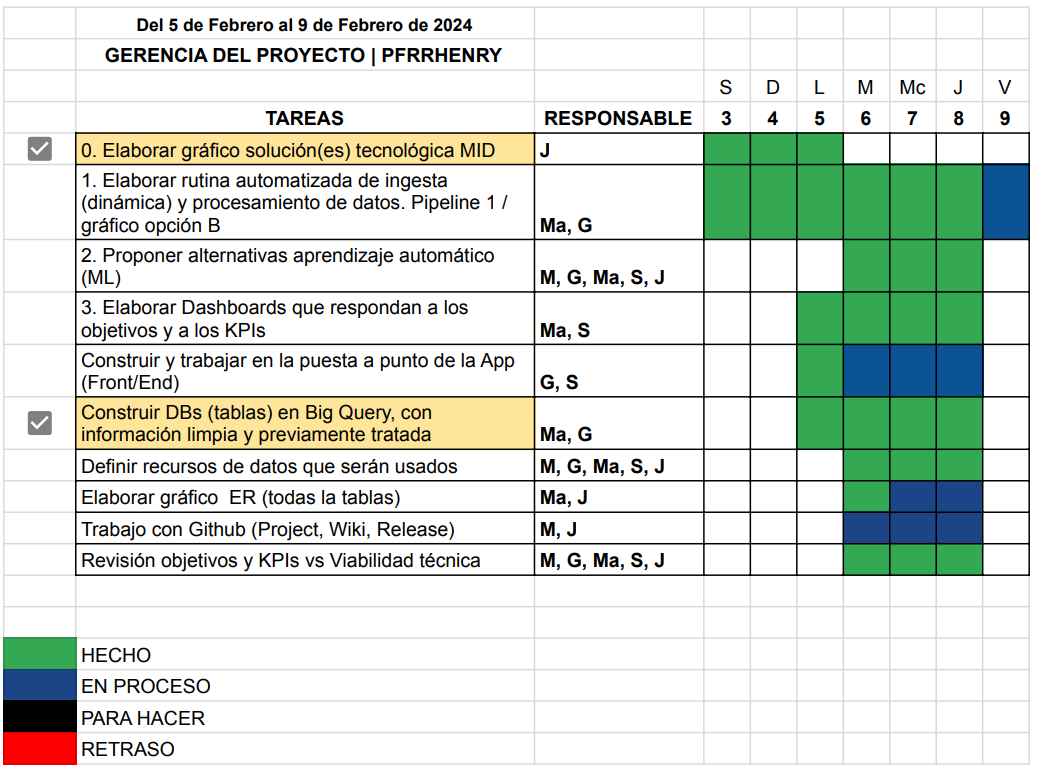 Del 5 de Febrero al 9 de Febrero de 2024
GERENCIA DEL PROYECTO | PFRRHENRY
S D L M Mc J V
TAREAS RESPONSABLE 3 4 5 6 7 8 9
0. Elaborar gráfico solución(es) tecnológica MID J
1. Elaborar rutina automatizada de ingesta
(dinámica) y procesamiento de datos. Pipeline 1 /
gráfico opción B Ma, G
2. Proponer alternativas aprendizaje automático
(ML) M, G, Ma, S, J
3. Elaborar Dashboards que respondan a los
objetivos y a los KPIs Ma, S
Construir y trabajar en la puesta a punto de la App
(Front/End) G, S
Construir DBs (tablas) en Big Query, con
información limpia y previamente tratada Ma, G
Definir recursos de datos que serán usados M, G, Ma, S, J
Elaborar gráfico  ER (todas la tablas) Ma, J
Trabajo con Github (Project, Wiki, Release) M, J
Revisión objetivos y KPIs vs Viabilidad técnica M, G, Ma, S, J
HECHO
EN PROCESO
PARA HACER
RETRASO